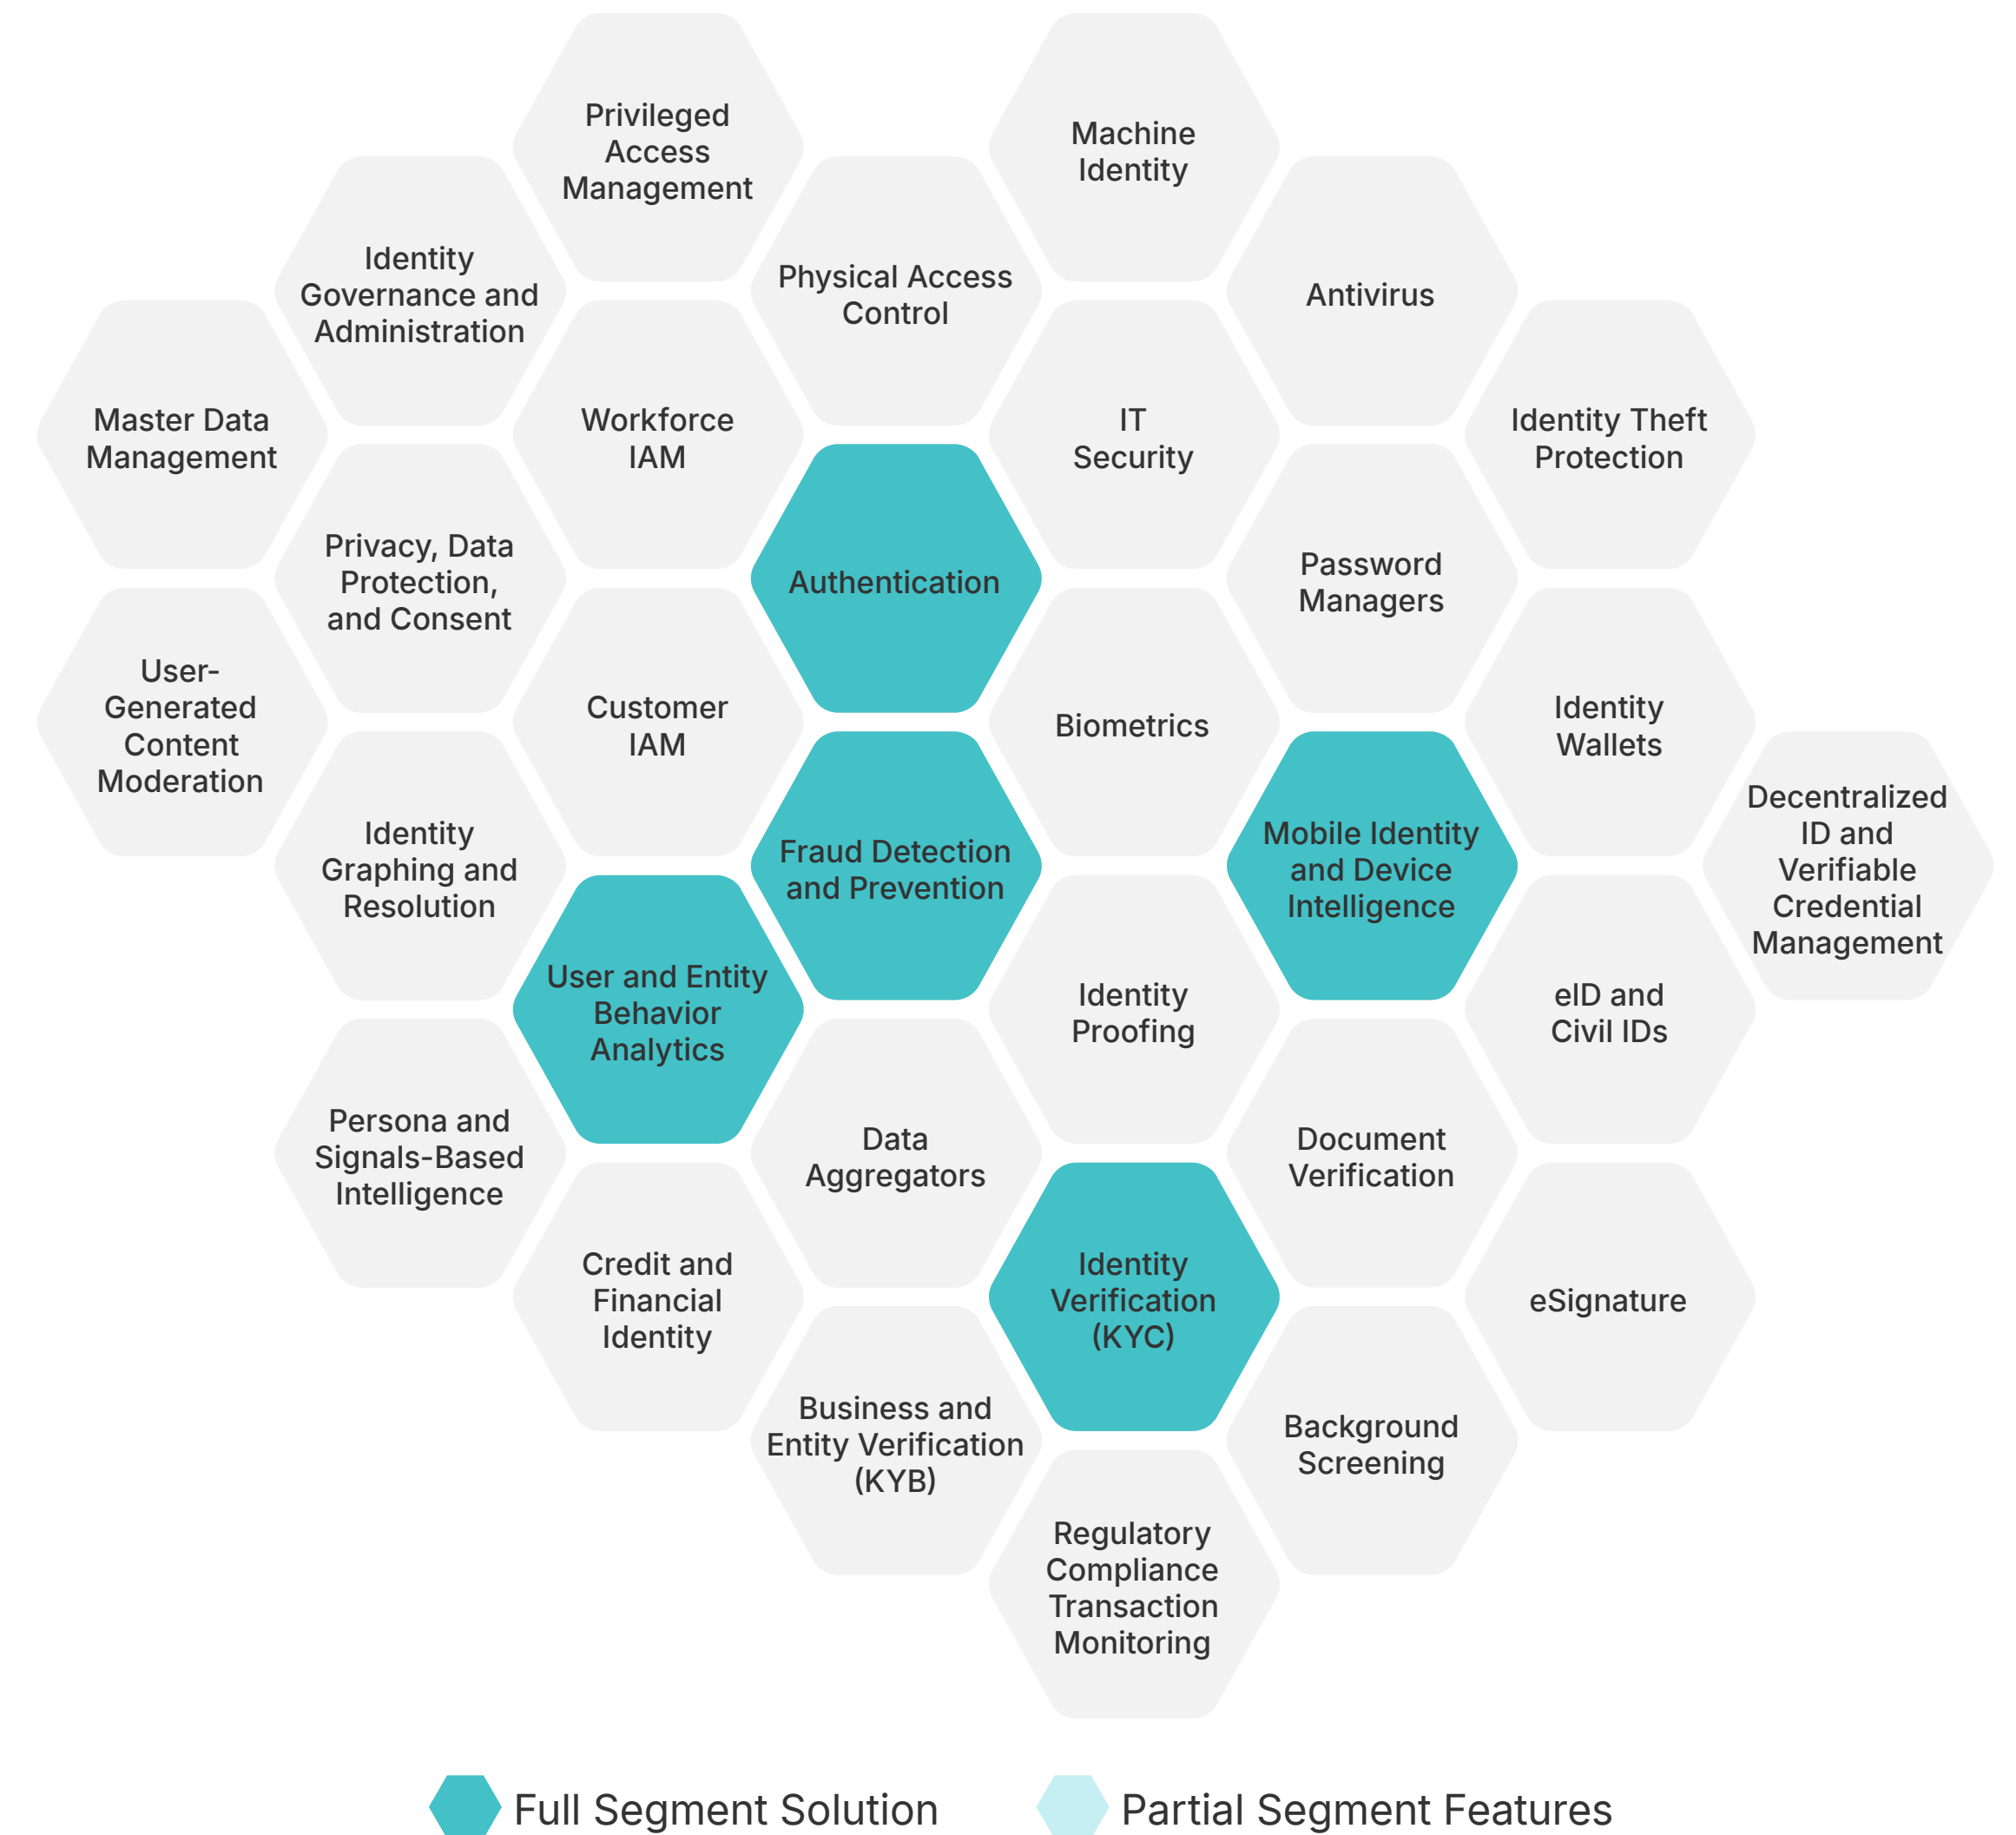 Privileged
Access
Management
Machine
Identity
Identity
Governance and
Administration
Physical Access
Control
Antivirus
Master Data
Management
Workforce
IAM
IT
Security
Identity Theft
Protection
Privacy, Data
Protection,
and Consent
Authentication
Password
Managers
User-
Generated
Content
Moderation
Customer
IAM
Biometrics
Identity
Wallets
Identity
Graphing and
Resolution
Fraud Detection
and Prevention
Mobile Identity
and Device
Intelligence
Decentralized
ID and
Verifiable
Credential
Management
User and Entity
Behavior
Analytics
Identity
Proofing
eID and
Civil IDs
Persona and
Signals-Based
Intelligence
Data
Aggregators
Document
Verification
Credit and
Financial
Identity
Identity
Verification
(KYC)
eSignature
Business and
Entity Verification
(KYB)
Background
Screening
Regulatory
Compliance
Transaction
Monitoring
Full Segment Solution
Partial Segment Features